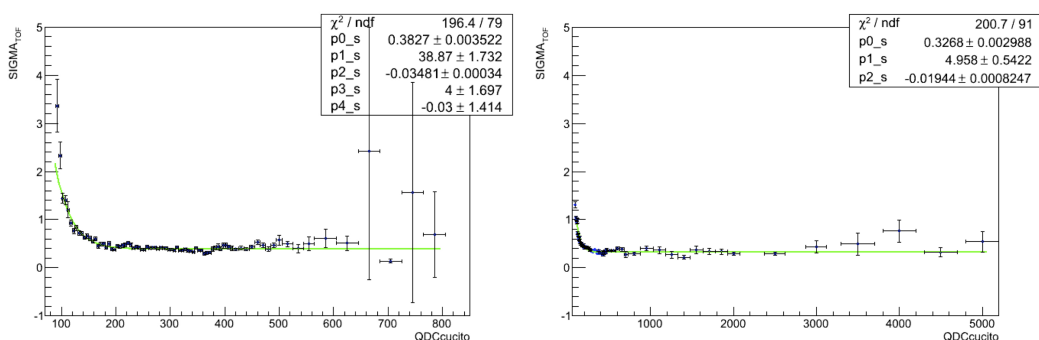 SIGMA_TOF
5
4
3
2
1
0
-1
100 200 300 400 500 600 700 800
QDCcucito
χ² / ndf 196.4 / 79
p0_s 0.3827 ± 0.003522
p1_s 38.87 ± 1.732
p2_s -0.03481 ± 0.00034
p3_s 4 ± 1.697
p4_s -0.03 ± 1.414
SIGMA_TOF
5
4
3
2
1
0
-1
1000 2000 3000 4000 5000
QDCcucito
χ² / ndf 200.7 / 91
p0_s 0.3268 ± 0.002988
p1_s 4.958 ± 0.5422
p2_s -0.01944 ± 0.0008247